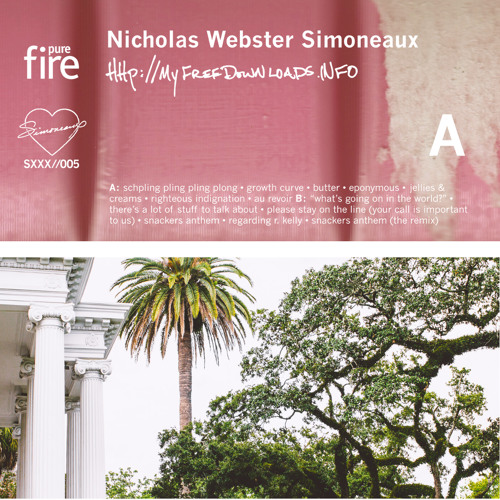 pure
fire
Nicholas Webster Simoneaux
HHp://MyFreeDownloads.iNFO
Simoneaux
SXXX//005
A
A: schpling pling pling plong • growth curve • butter • eponymous • jellies &
creams • righteous indignation • au revoir B: "what's going on in the world?" •
there's a lot of stuff to talk about • please stay on the line (your call is important
to us) • snackers anthem • regarding r. kelly • snackers anthem (the remix)